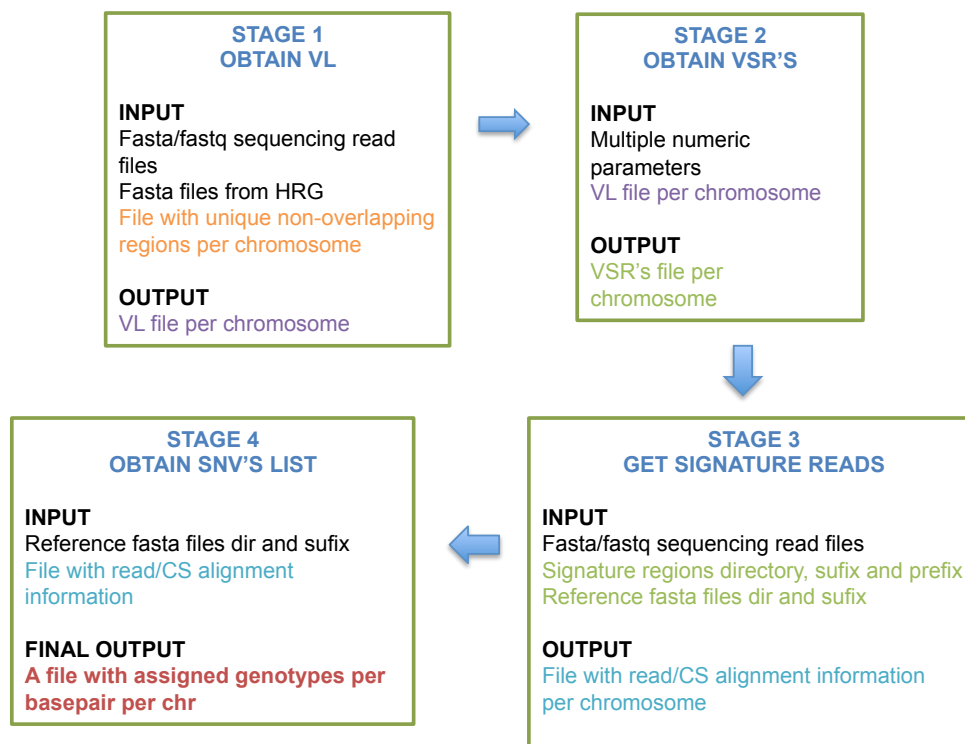 STAGE 1
OBTAIN VL
INPUT
Fasta/fastq sequencing read
files
Fasta files from HRG
File with unique non-overlapping
regions per chromosome
OUTPUT
VL file per chromosome
STAGE 2
OBTAIN VSR'S
INPUT
Multiple numeric
parameters
VL file per chromosome
OUTPUT
VSR's file per
chromosome
STAGE 3
GET SIGNATURE READS
INPUT
Fasta/fastq sequencing read files
Signature regions directory, sufix and prefix
Reference fasta files dir and sufix
OUTPUT
File with read/CS alignment information
per chromosome
STAGE 4
OBTAIN SNV'S LIST
INPUT
Reference fasta files dir and sufix
File with read/CS alignment
information
FINAL OUTPUT
A file with assigned genotypes per
basepair per chr